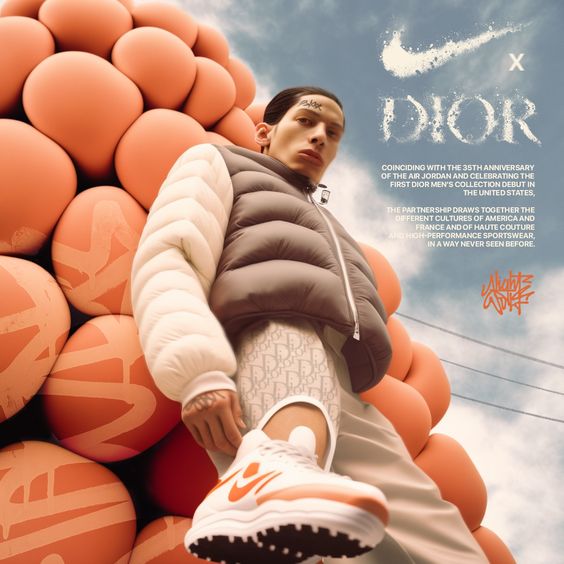 X
DIOR
COINCIDING WITH THE 35TH ANNIVERSARY
OF THE AIR JORDAN AND CELEBRATING THE
FIRST DIOR MEN'S COLLECTION DEBUT IN
THE UNITED STATES,
THE PARTNERSHIP DRAWS TOGETHER THE
DIFFERENT CULTURES OF AMERICA AND
FRANCE AND OF HAUTE COUTURE
AND HIGH-PERFORMANCE SPORTSWEAR,
IN A WAY NEVER SEEN BEFORE.